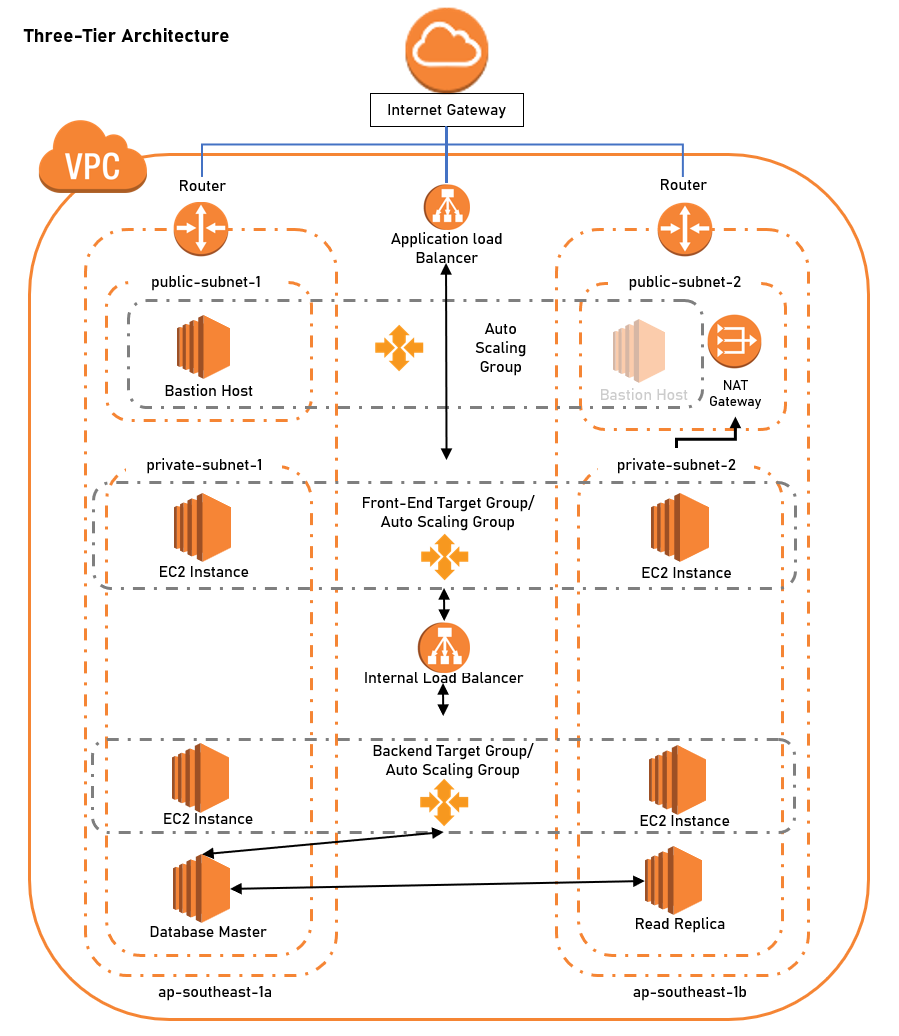 Three-Tier Architecture
Internet Gateway
VPC
Router
Router
Application load
Balancer
public-subnet-1
public-subnet-2
Auto
Scaling
Group
Bastion Host
Bastion Host
NAT
Gateway
private-subnet-1
private-subnet-2
Front-End Target Group/
Auto Scaling Group
EC2 Instance
EC2 Instance
Internal Load Balancer
Backend Target Group/
Auto Scaling Group
EC2 Instance
EC2 Instance
Database Master
Read Replica
ap-southeast-1a
ap-southeast-1b